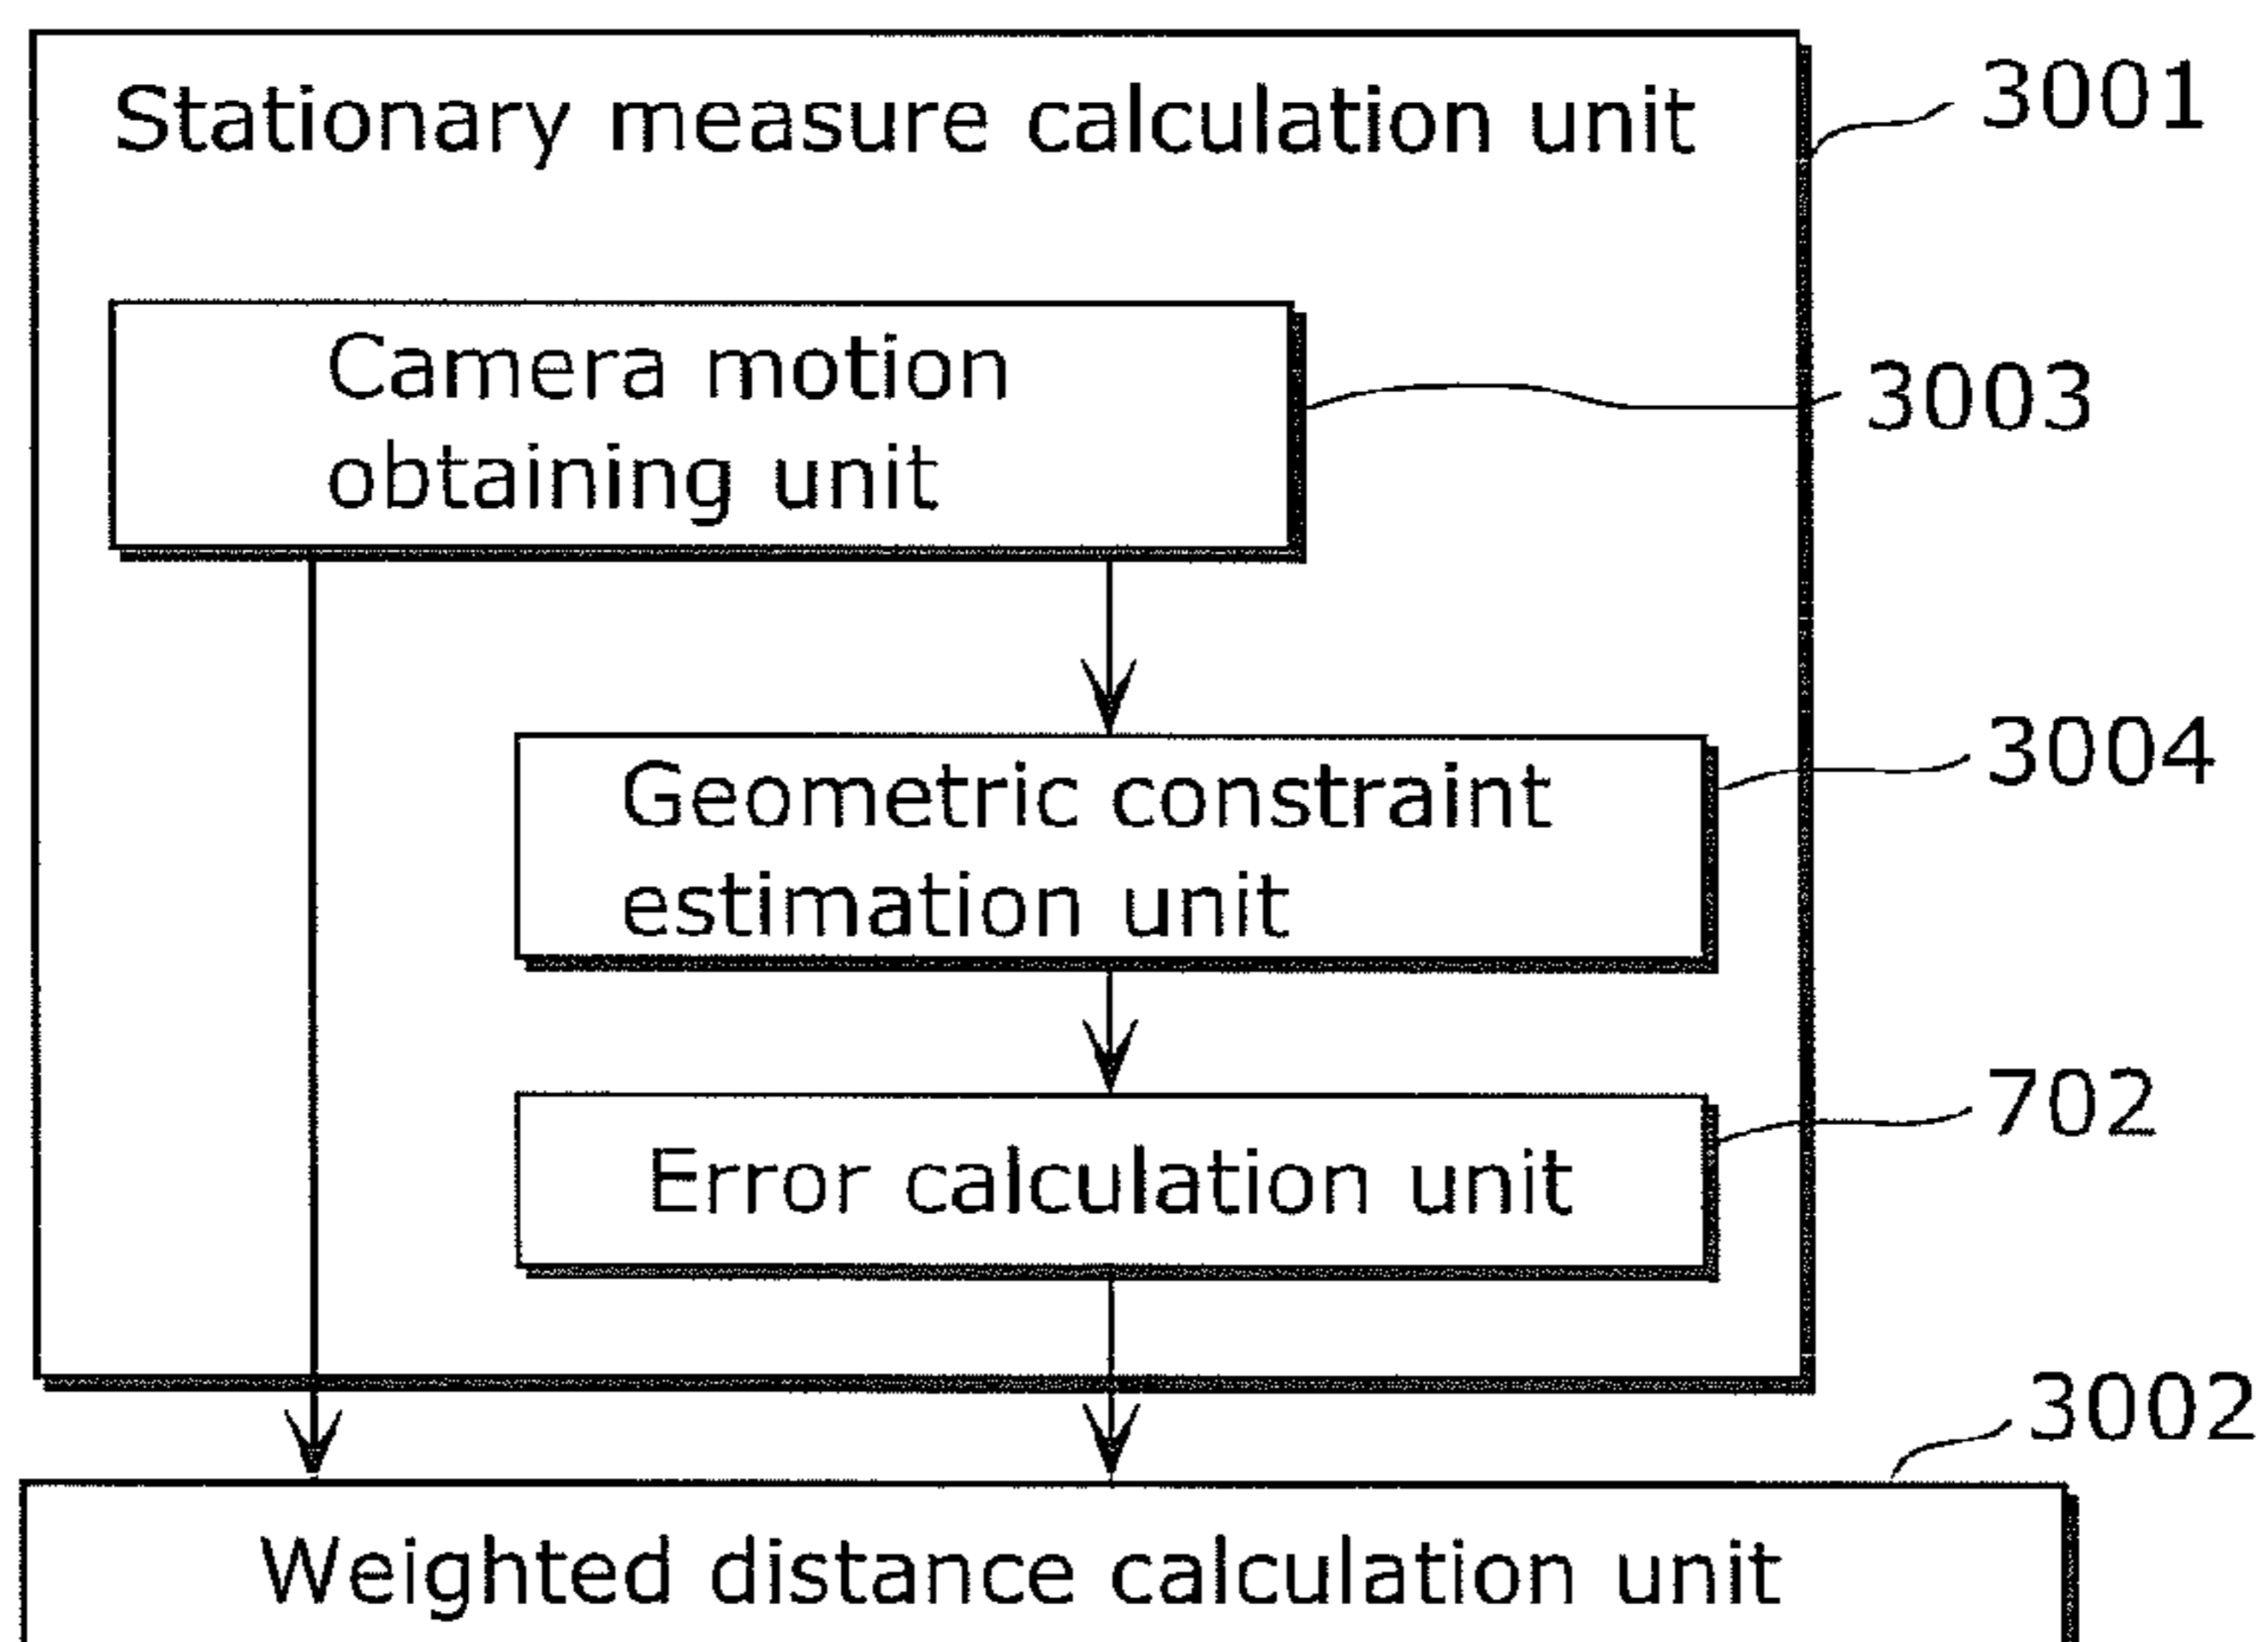 Stationary measure calculation unit
3001
Camera motion
obtaining unit
3003
Geometric constraint
estimation unit
3004
Error calculation unit
702
3002
Weighted distance calculation unit